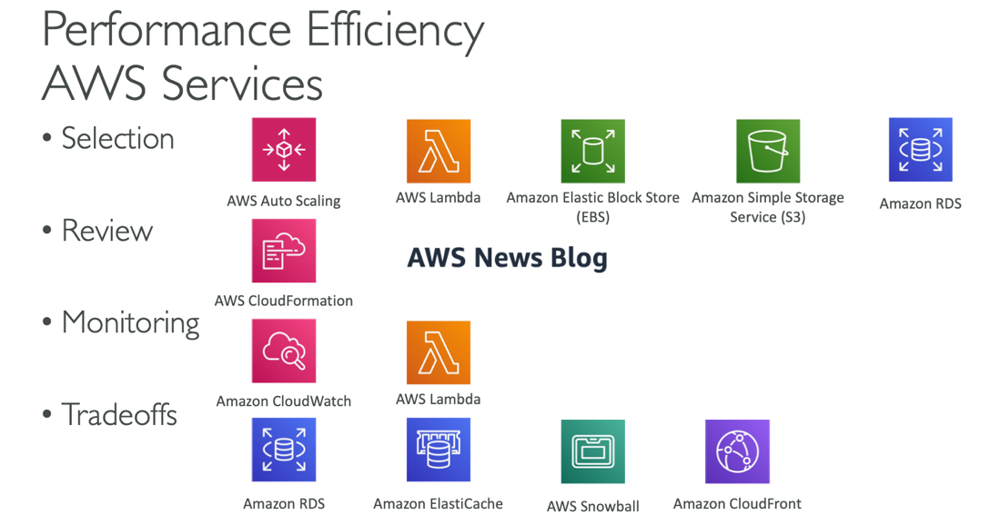 Performance Efficiency
AWS Services
• Selection
AWS Auto Scaling
AWS Lambda
Amazon Elastic Block Store
(EBS)
Amazon Simple Storage
Service (S3)
Amazon RDS
• Review
AWS CloudFormation
AWS News Blog
• Monitoring
Amazon CloudWatch
AWS Lambda
• Tradeoffs
Amazon RDS
Amazon ElastiCache
AWS Snowball
Amazon CloudFront